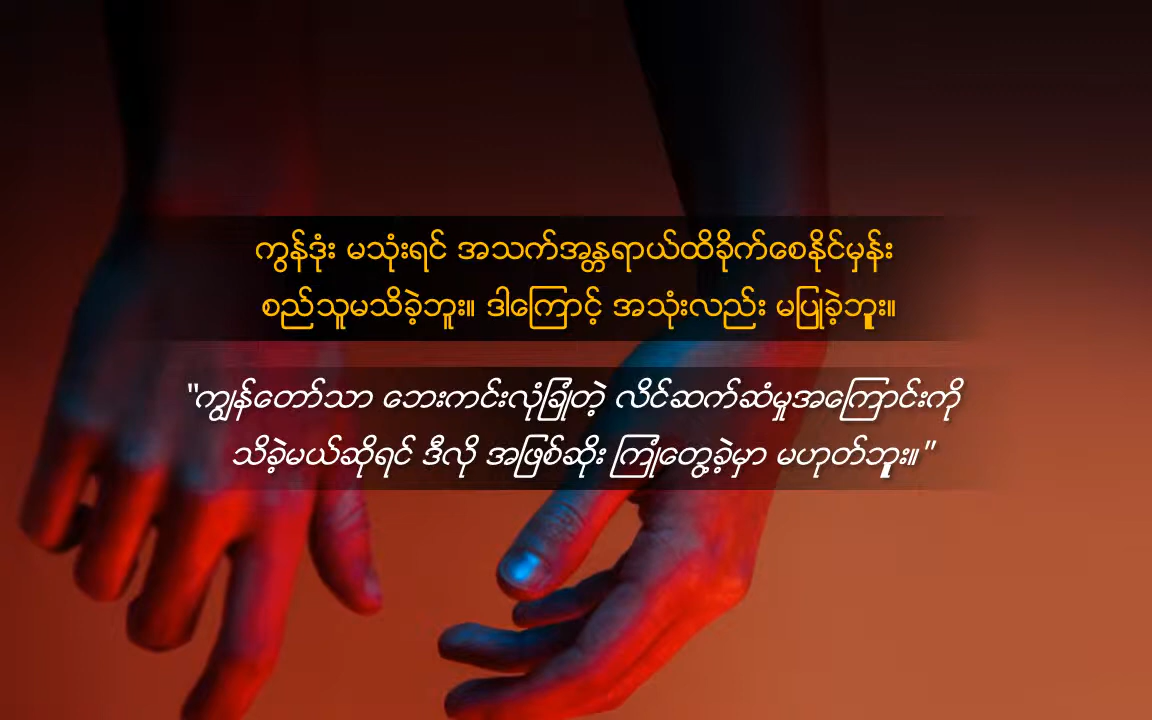 ကွန်ဒုံး မသုံးရင် အသက်အန္တရာယ်ထိခိုက်စေနိုင်မှန်း
စည်သူမသိခဲ့ဘူး။ ဒါကြောင့် အသုံးလည်း မပြုခဲ့ဘူး။
"ကျွန်တော်သာ ဘေးကင်းလုံခြုံတဲ့ လိင်ဆက်ဆံမှုအကြောင်းကို
သိခဲ့မယ်ဆိုရင် ဒီလို အဖြစ်ဆိုး ကြုံတွေ့ခဲ့မှာ မဟုတ်ဘူး။"